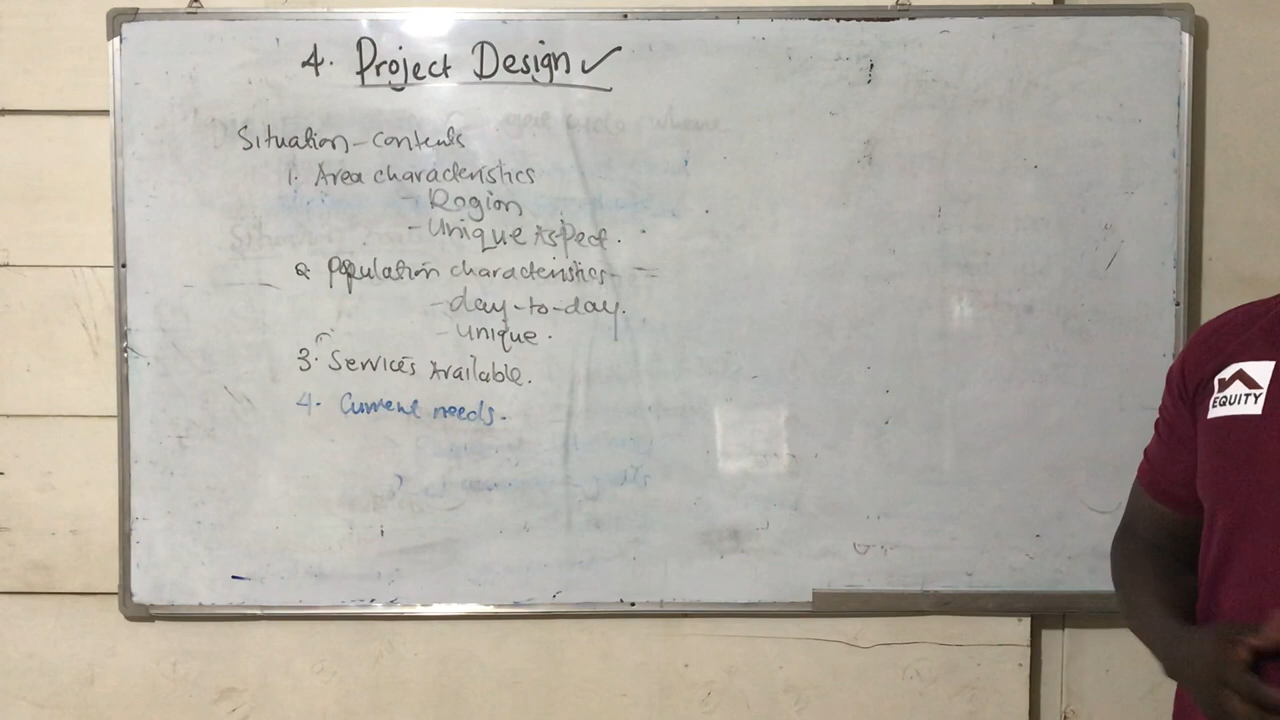 4. Project Design ✓
Situation - contents
1. Area characteristics
- Region
- Unique Aspect.
2. Population characteristics -
- day-to-day.
- Unique.
3. Services Available.
4. Current needs.
EQUITY